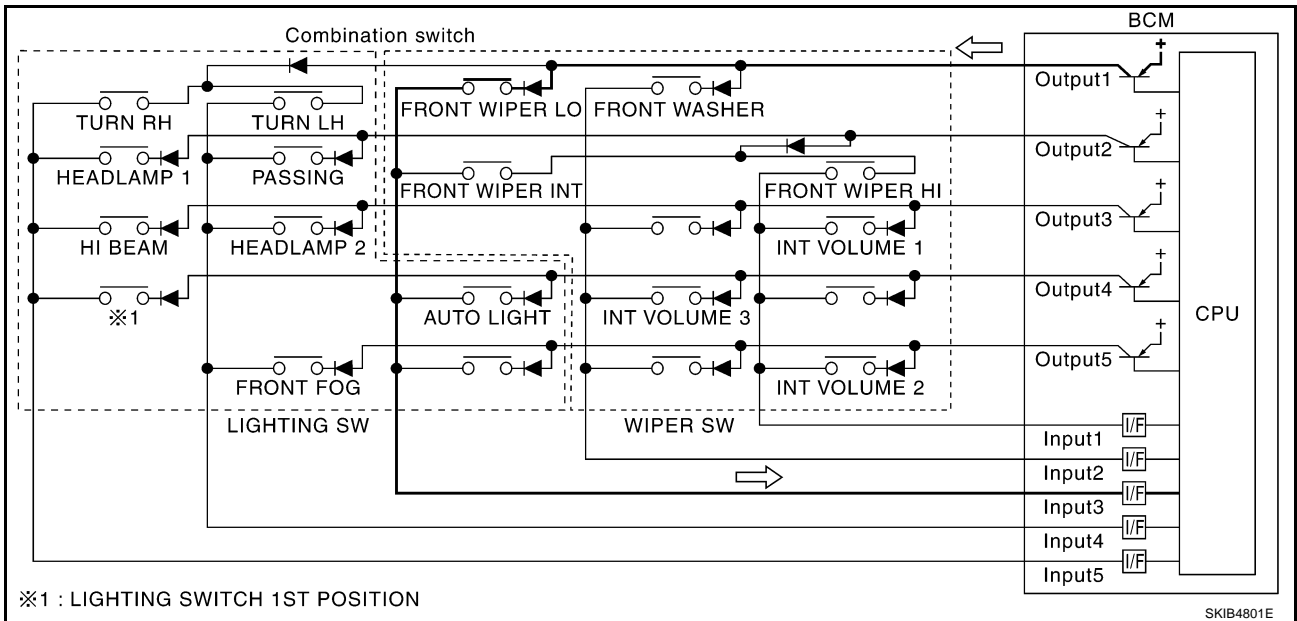 BCM
Combination switch
Output1
+
FRONT WIPER LO
FRONT WASHER
TURN RH
TURN LH
+
Output2
HEADLAMP 1
PASSING
FRONT WIPER INT
FRONT WIPER HI
+
Output3
HI BEAM
HEADLAMP 2
INT VOLUME 1
+
Output4
※1
AUTO LIGHT
INT VOLUME 3
CPU
+
Output5
FRONT FOG
INT VOLUME 2
LIGHTING SW
WIPER SW
Input1
I/F
Input2
I/F
Input3
I/F
Input4
I/F
Input5
I/F
※1 : LIGHTING SWITCH 1ST POSITION
SKIB4801E